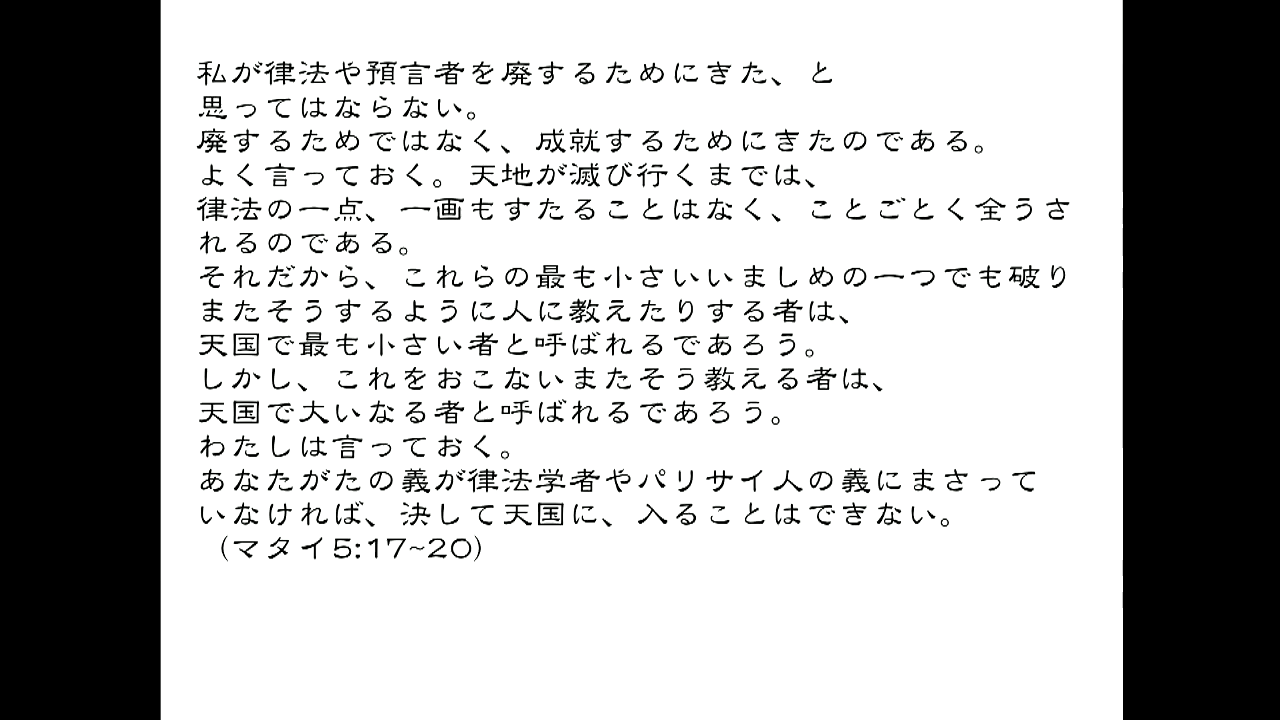 私が律法や預言者を廃するためにきた、と
思ってはならない。
廃するためではなく、成就するためにきたのである。
よく言っておく。天地が滅び行くまでは、
律法の一点、一画もすたることはなく、ことごとく全うさ
れるのである。
それだから、これらの最も小さいいましめの一つでも破り
またそうするように人に教えたりする者は、
天国で最も小さい者と呼ばれるであろう。
しかし、これをおこないまたそう教える者は、
天国で大いなる者と呼ばれるであろう。
わたしは言っておく。
あなたがたの義が律法学者やパリサイ人の義にまさって
いなければ、決して天国に、入ることはできない。
（マタイ5:17~20）